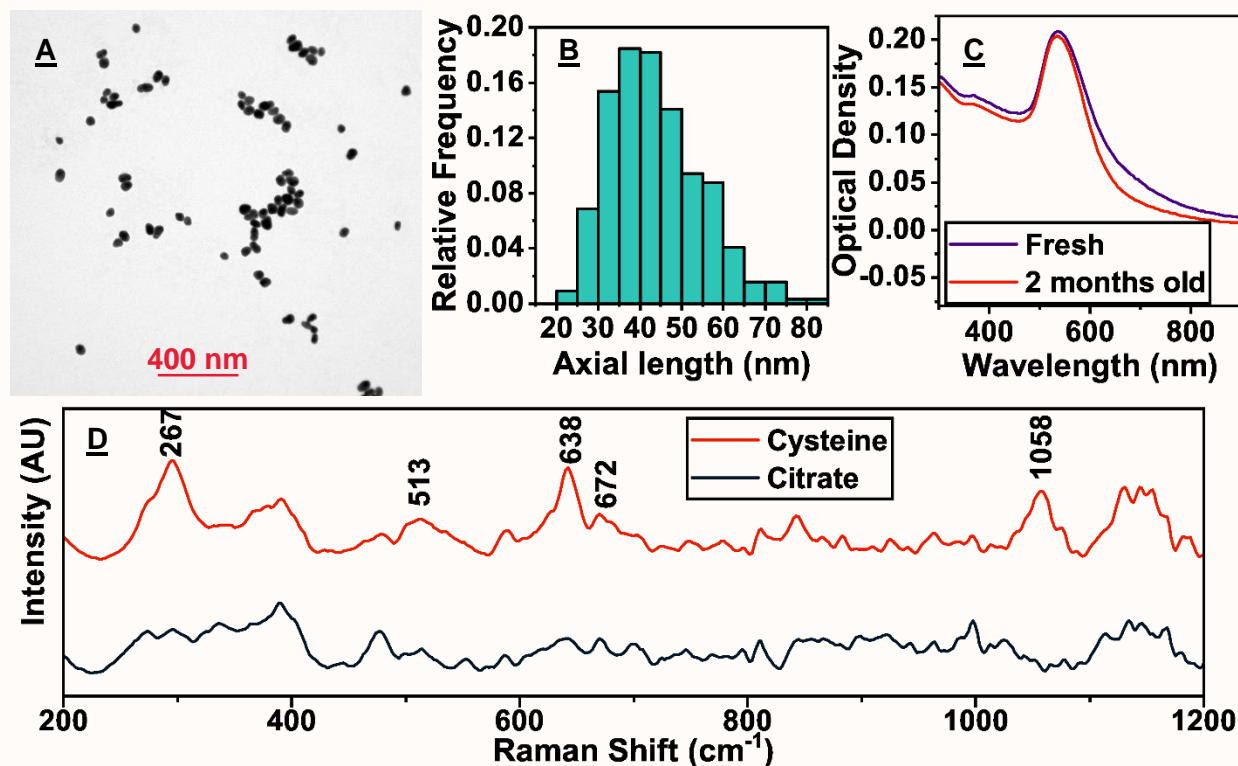 A
400 nm
B
Relative Frequency
0.20
0.16
0.12
0.08
0.04
0.00
20 30 40 50 60 70 80
Axial length (nm)
C
Optical Density
0.20
0.15
0.10
0.05
0.00
-0.05
Fresh
2 months old
400 600 800
Wavelength (nm)
D
Intensity (AU)
267
513
638
672
1058
Cysteine
Citrate
200 400 600 800 1000 1200
Raman Shift (cm⁻¹)